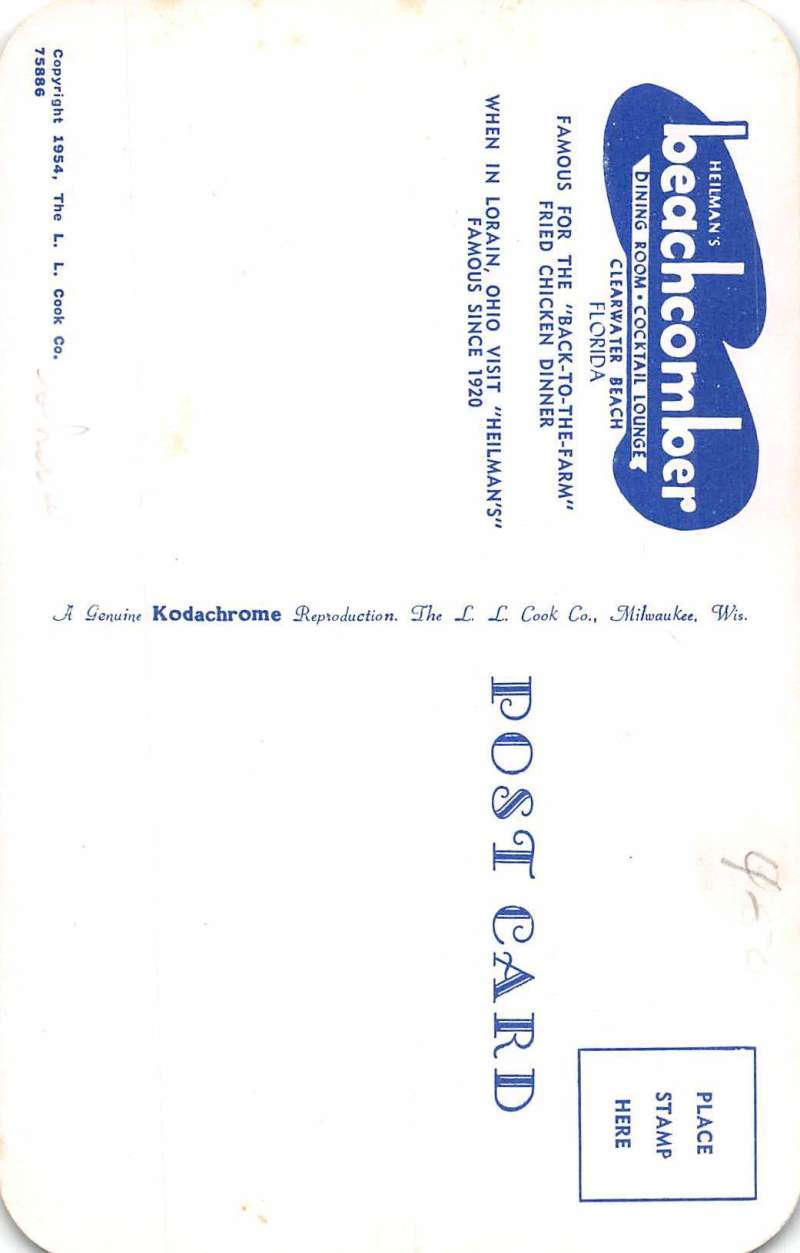 HEILMAN'S
beachcomber
DINING ROOM • COCKTAIL LOUNGE
CLEARWATER BEACH
FLORIDA
FAMOUS FOR THE "BACK-TO-THE-FARM"
FRIED CHICKEN DINNER
WHEN IN LORAIN, OHIO VISIT "HEILMAN'S"
FAMOUS SINCE 1920
Copyright 1954, The L. L. Cook Co.
75886
A Genuine Kodachrome Reproduction. The L. L. Cook Co., Milwaukee, Wis.
POST CARD
PLACE
STAMP
HERE